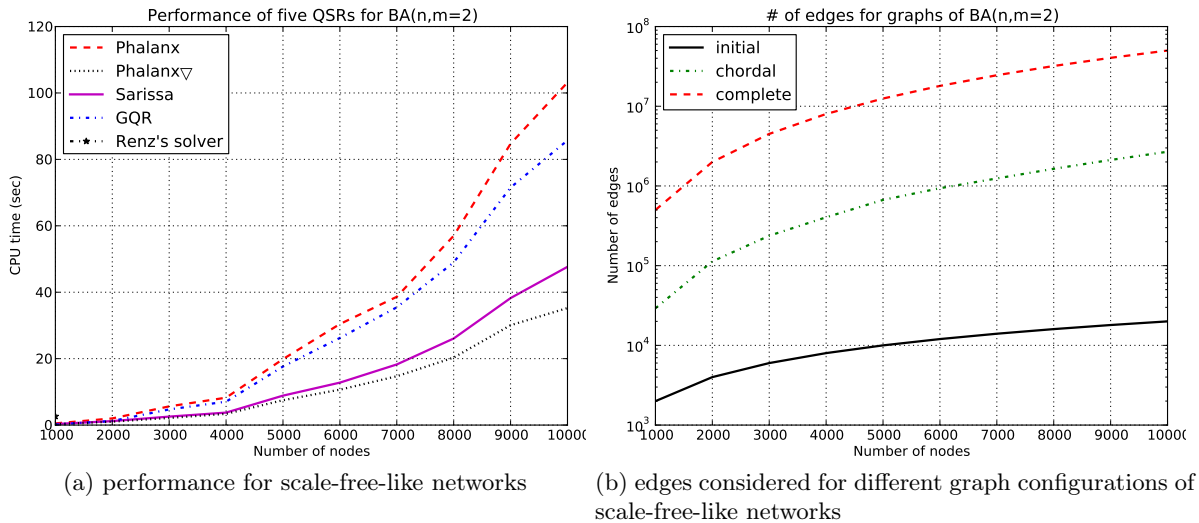 Performance of five QSRs for BA(n,m=2)
120
100
80
60
40
20
0
CPU time (sec)
Phalanx
Phalanx▽
Sarissa
GQR
Renz's solver
1000 2000 3000 4000 5000 6000 7000 8000 9000 1000
Number of nodes
(a) performance for scale-free-like networks
# of edges for graphs of BA(n,m=2)
10^8
10^7
10^6
10^5
10^4
10^3
Number of edges
initial
chordal
complete
1000 2000 3000 4000 5000 6000 7000 8000 9000 1000
Number of nodes
(b) edges considered for different graph configurations of
scale-free-like networks